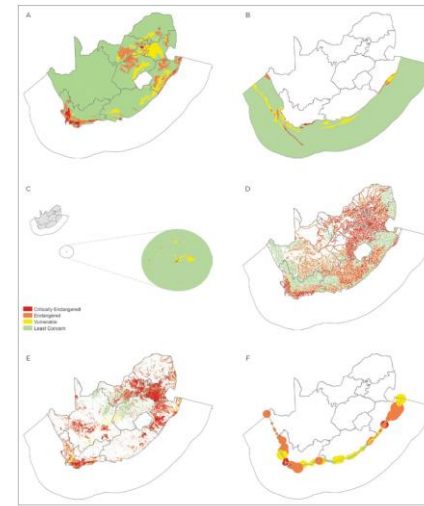 A
B
C
D
Critically Endangered
Endangered
Vulnerable
Least Concern
E
F